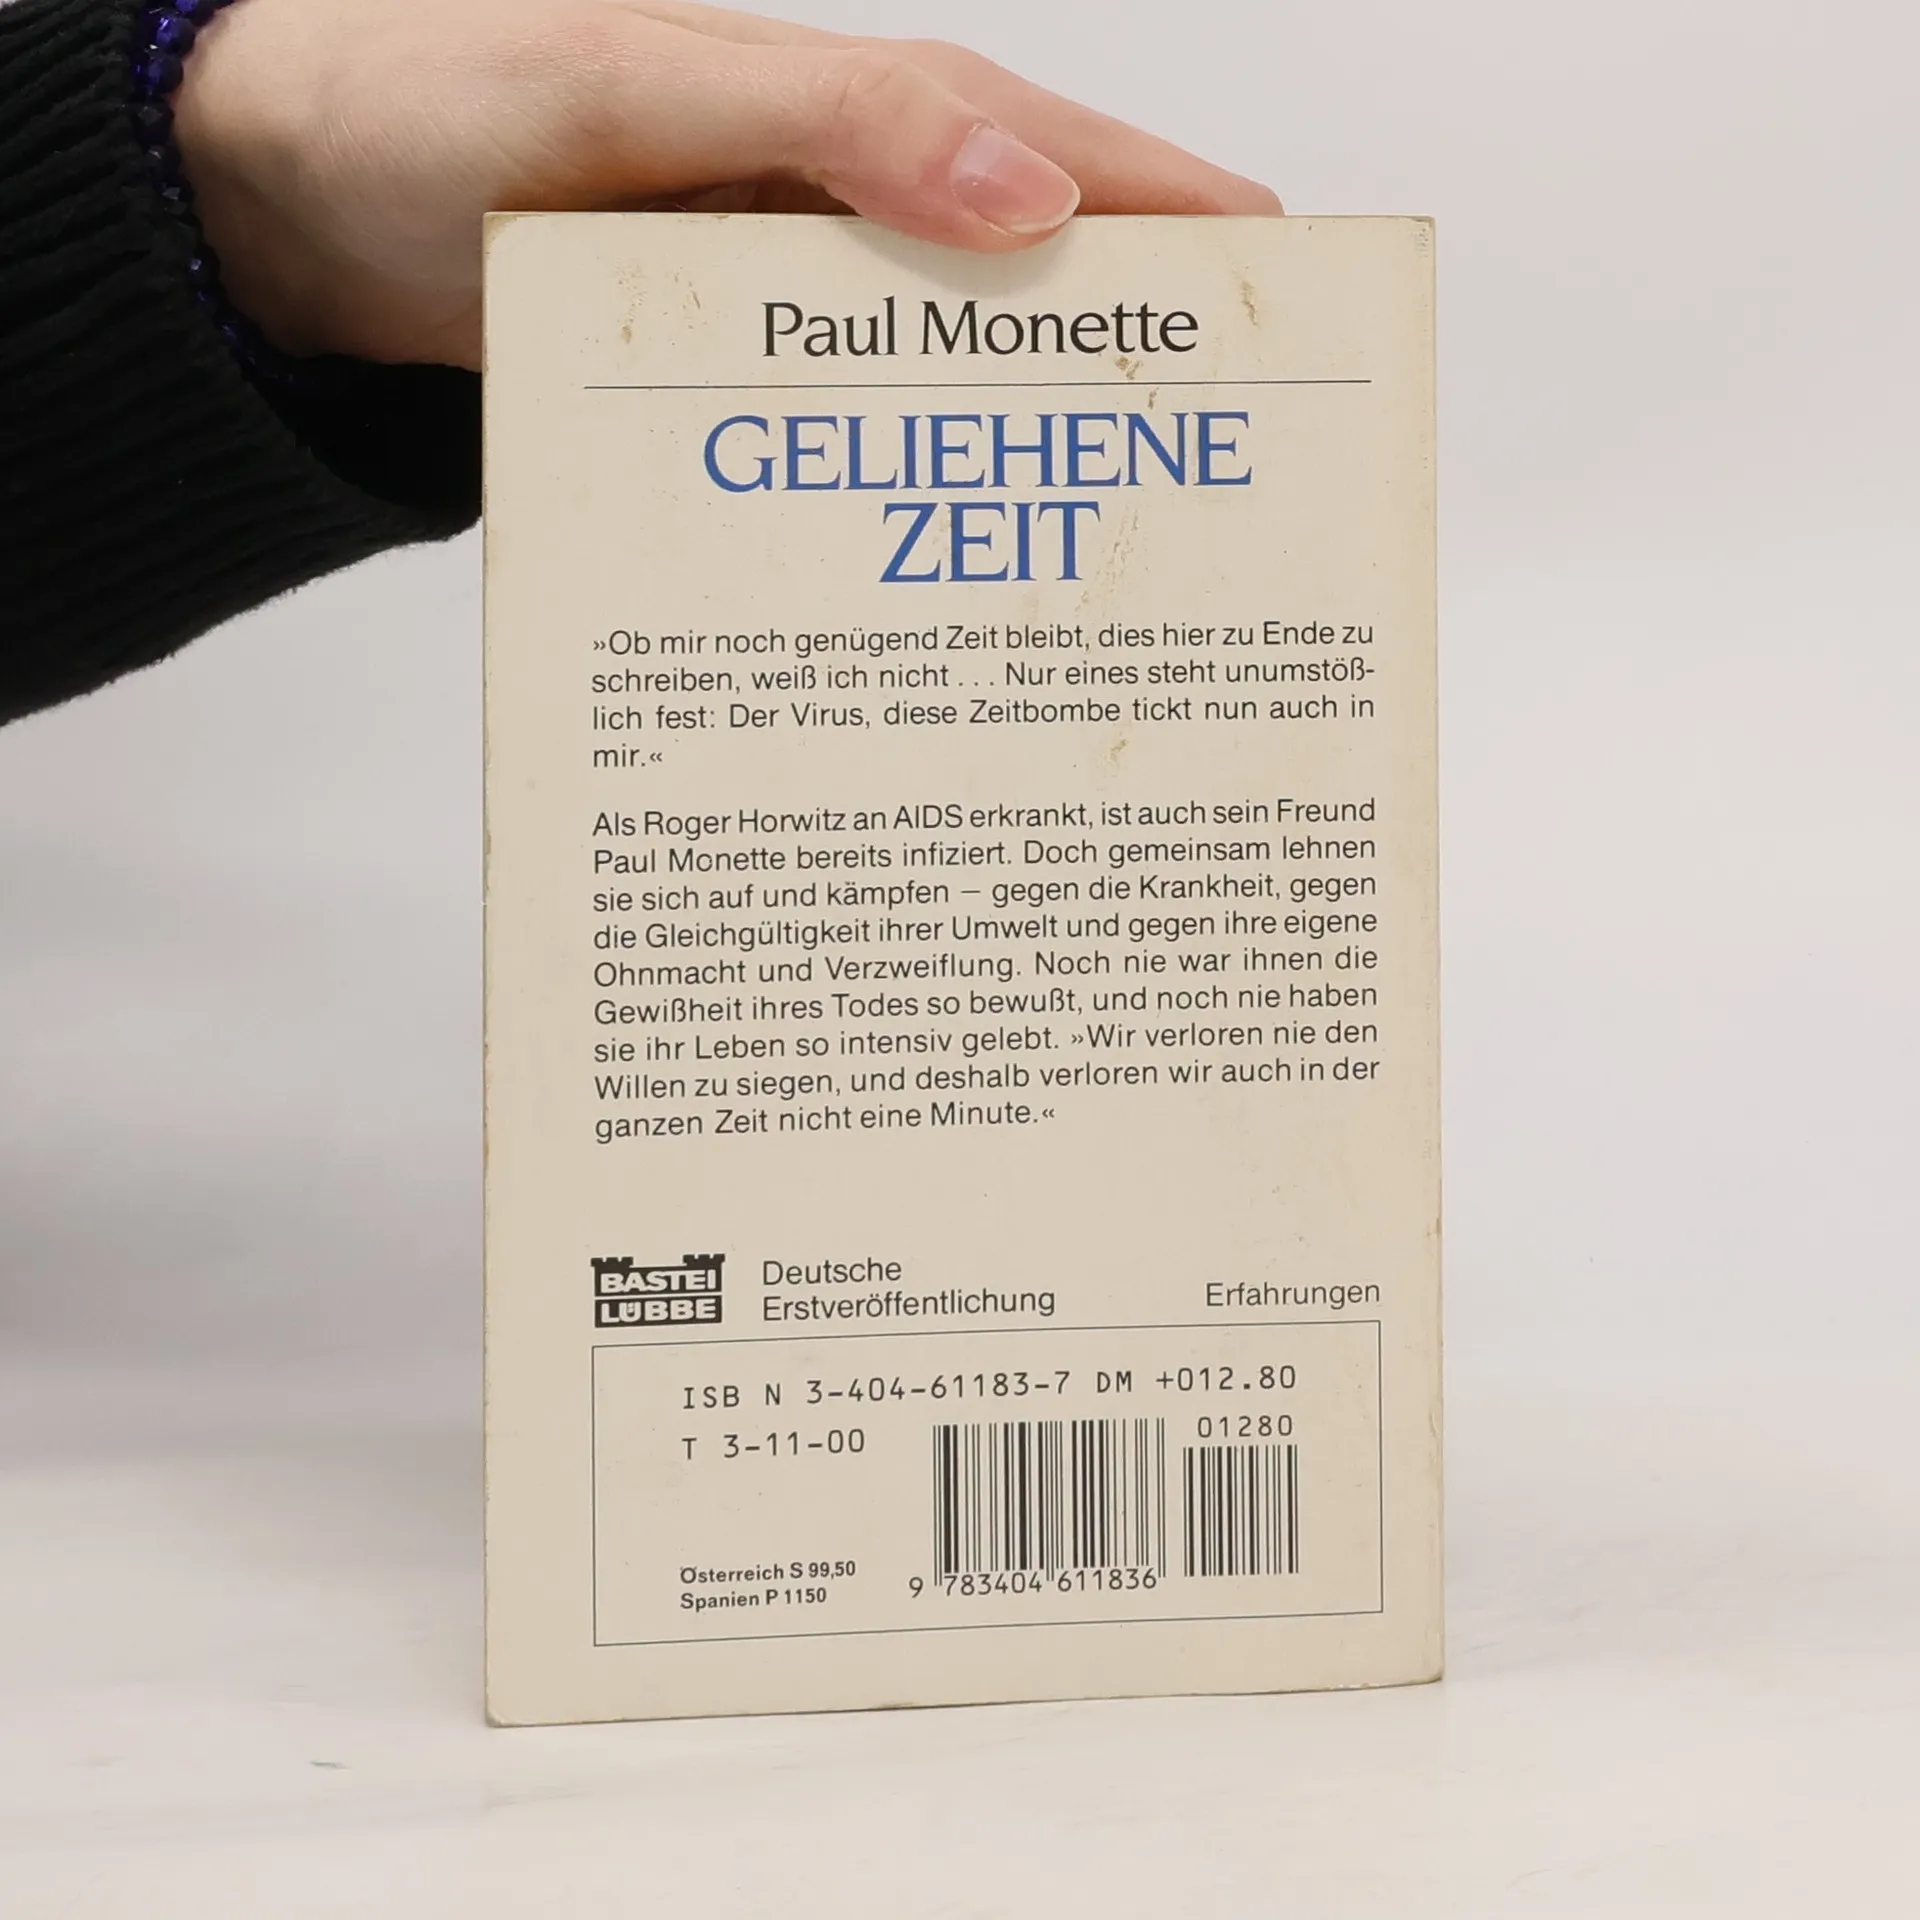 Paul Monette
GELIEHENE
ZEIT
»Ob mir noch genügend Zeit bleibt, dies hier zu Ende zu
schreiben, weiß ich nicht . . . Nur eines steht unumstöß-
lich fest: Der Virus, diese Zeitbombe tickt nun auch in
mir.«
Als Roger Horwitz an AIDS erkrankt, ist auch sein Freund
Paul Monette bereits infiziert. Doch gemeinsam lehnen
sie sich auf und kämpfen – gegen die Krankheit, gegen
die Gleichgültigkeit ihrer Umwelt und gegen ihre eigene
Ohnmacht und Verzweiflung. Noch nie war ihnen die
Gewißheit ihres Todes so bewußt, und noch nie haben
sie ihr Leben so intensiv gelebt. »Wir verloren nie den
Willen zu siegen, und deshalb verloren wir auch in der
ganzen Zeit nicht eine Minute.«
BASTEI
LÜBBE
Deutsche
Erstveröffentlichung
Erfahrungen
ISB N 3-404-61183-7 DM +012.80
T 3-11-00
01280
Österreich S 99,50
Spanien P 1150
9 783404 611836